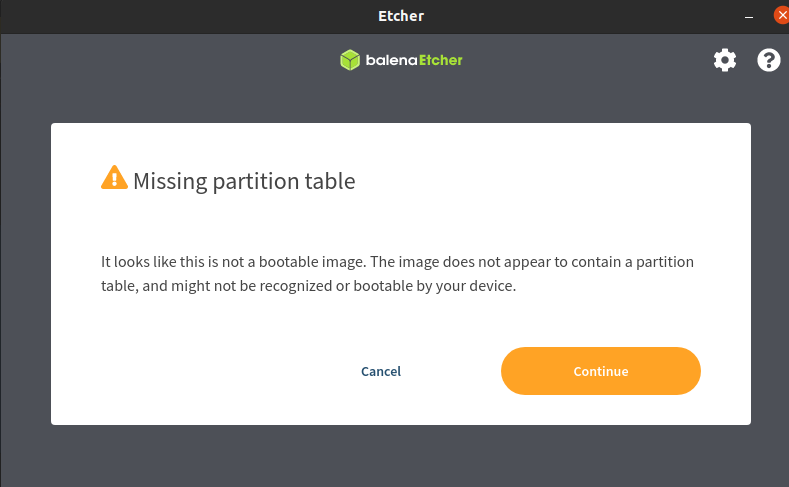 Etcher
balenaEtcher
Missing partition table
It looks like this is not a bootable image. The image does not appear to contain a partition
table, and might not be recognized or bootable by your device.
Cancel
Continue